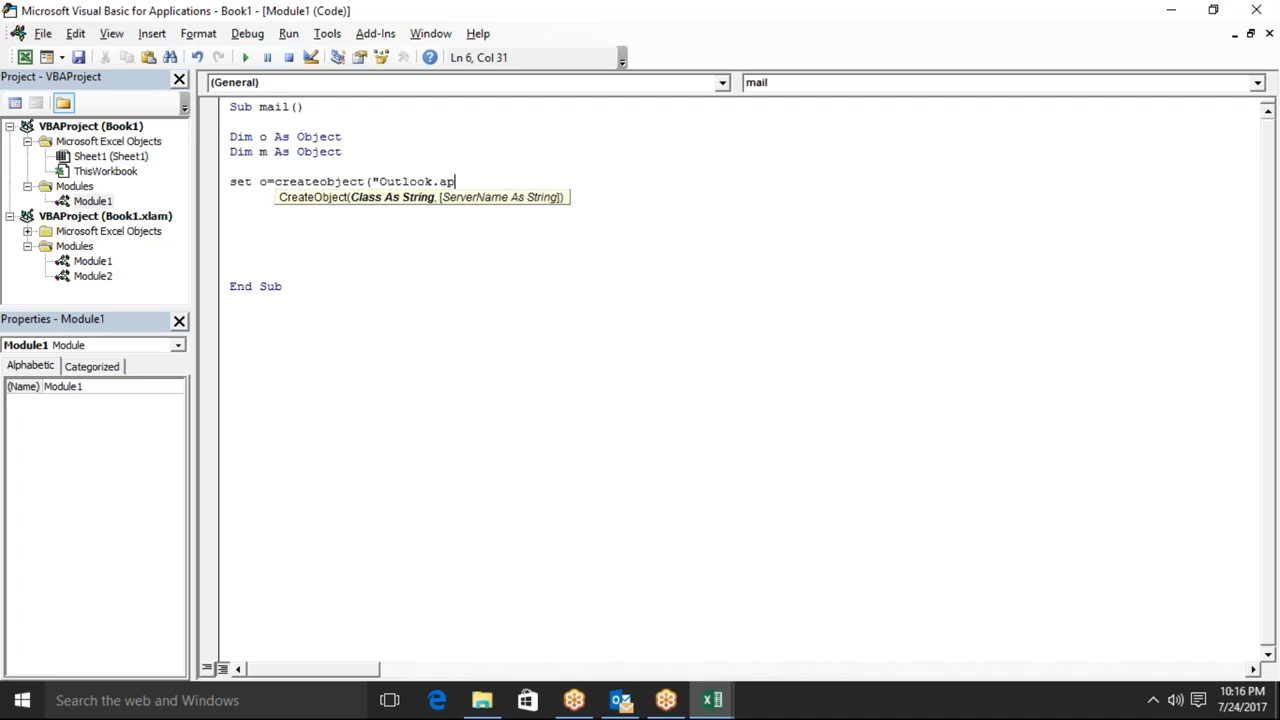 Microsoft Visual Basic for Applications - Book1 - [Module1 (Code)]
File Edit View Insert Format Debug Run Tools Add-Ins Window Help
Ln 6, Col 31
Project - VBAProject
(General)
mail
VBAProject (Book1)
Microsoft Excel Objects
Sheet1 (Sheet1)
ThisWorkbook
Modules
Module1
VBAProject (Book1.xlam)
Microsoft Excel Objects
Modules
Module1
Module2
Sub mail()
Dim o As Object
Dim m As Object
set o=createobject("Outlook.ap
CreateObject(Class As String, [ServerName As String])
End Sub
Properties - Module1
Module1 Module
Alphabetic Categorized
(Name) Module1
Search the web and Windows
10:16 PM
7/24/2017